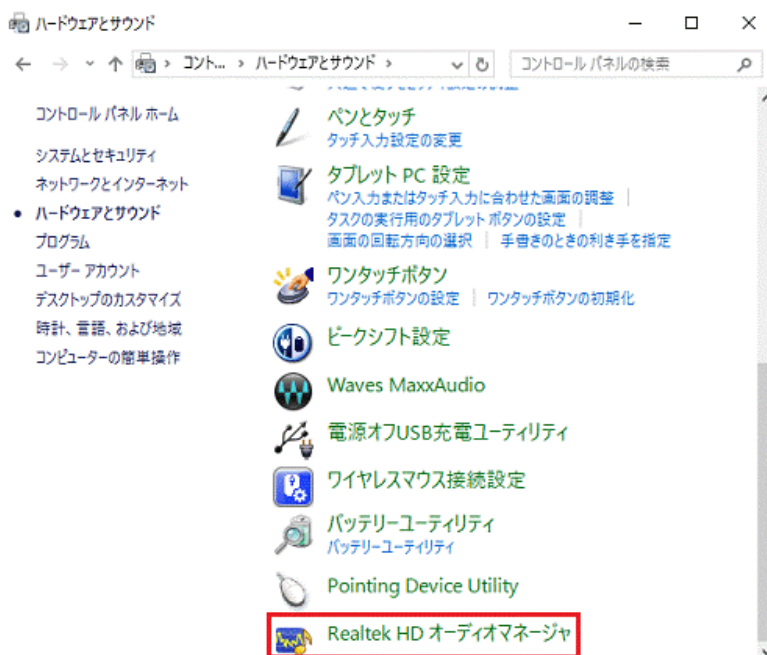 ハードウェアとサウンド
コント... › ハードウェアとサウンド ›
コントロール パネルの検索
コントロール パネル ホーム
システムとセキュリティ
ネットワークとインターネット
ハードウェアとサウンド
プログラム
ユーザー アカウント
デスクトップのカスタマイズ
時計、言語、および地域
コンピューターの簡単操作
ペンとタッチ
タッチ入力設定の変更
タブレット PC 設定
ペン入力またはタッチ入力に合わせた画面の調整
タスクの実行用のタブレット ボタンの設定
画面の回転方向の選択 | 手書きのときの利き手を指定
ワンタッチボタン
ワンタッチボタンの設定 | ワンタッチボタンの初期化
ピークシフト設定
Waves MaxxAudio
電源オフUSB充電ユーティリティ
ワイヤレスマウス接続設定
バッテリーユーティリティ
バッテリーユーティリティ
Pointing Device Utility
Realtek HD オーディオマネージャ